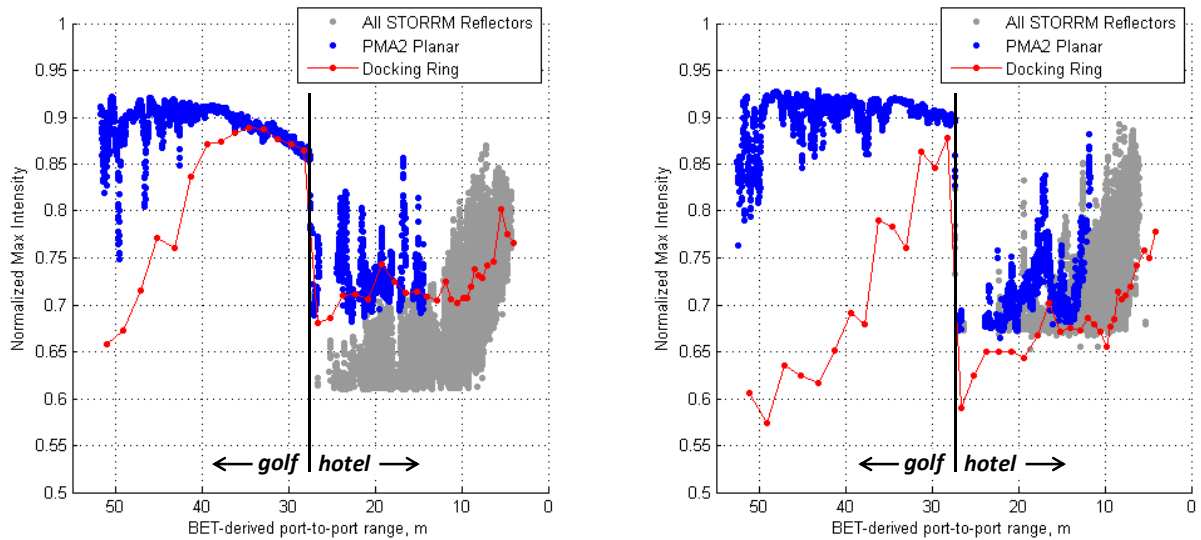 All STORRM Reflectors
PMA2 Planar
Docking Ring
Normalized Max Intensity
1
0.95
0.9
0.85
0.8
0.75
0.7
0.65
0.6
0.55
0.5
← golf hotel →
50 40 30 20 10 0
BET-derived port-to-port range, m
All STORRM Reflectors
PMA2 Planar
Docking Ring
Normalized Max Intensity
1
0.95
0.9
0.85
0.8
0.75
0.7
0.65
0.6
0.55
0.5
← golf hotel →
50 40 30 20 10 0
BET-derived port-to-port range, m